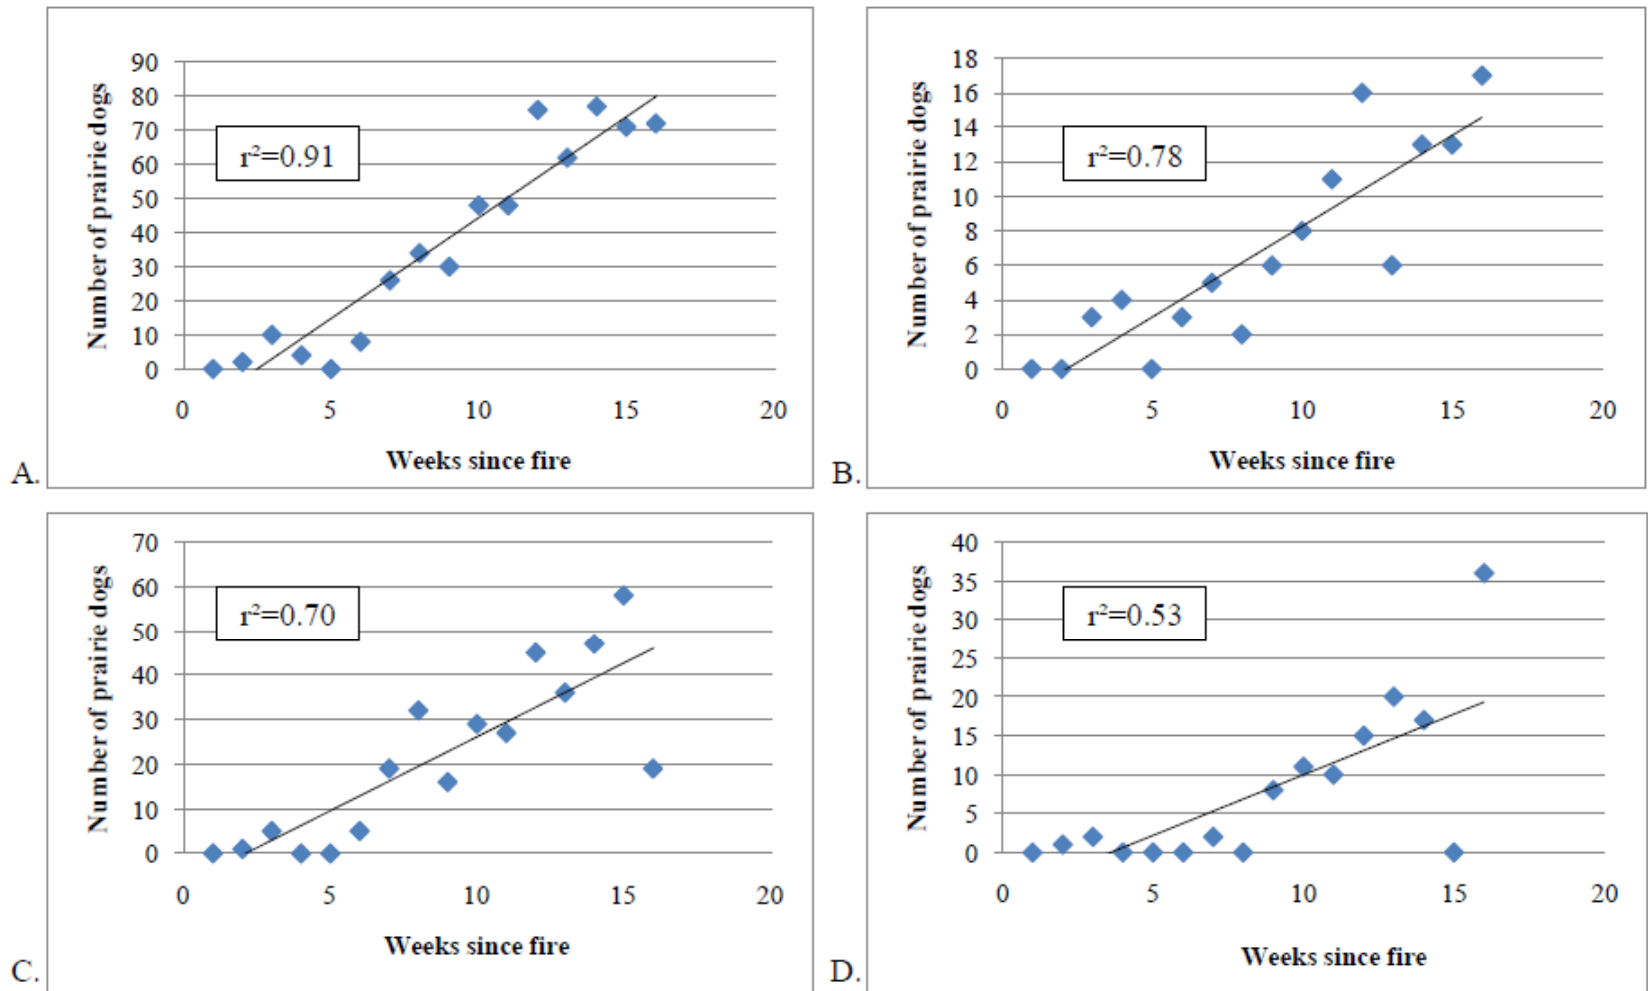 90
80
70
60
50
40
30
20
10
0
Number of prairie dogs
r²=0.91
0 5 10 15 20
Weeks since fire
A.
18
16
14
12
10
8
6
4
2
0
Number of prairie dogs
r²=0.78
0 5 10 15 20
Weeks since fire
B.
70
60
50
40
30
20
10
0
Number of prairie dogs
r²=0.70
0 5 10 15 20
Weeks since fire
C.
40
35
30
25
20
15
10
5
0
Number of prairie dogs
r²=0.53
0 5 10 15 20
Weeks since fire
D.